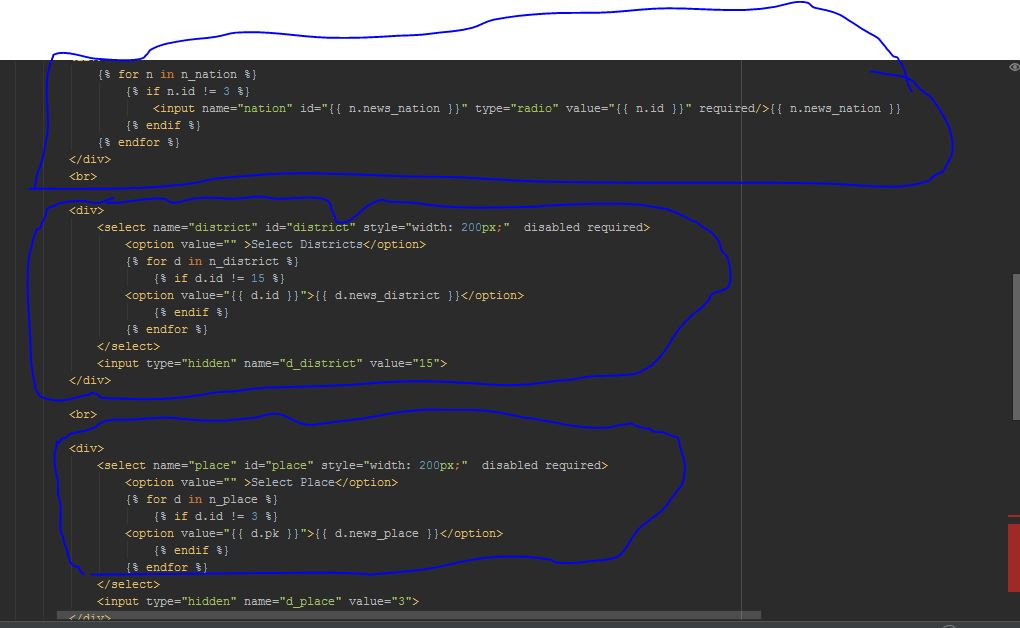 {% for n in n_nation %}
{% if n.id != 3 %}
<input name="nation" id="{{ n.news_nation }}" type="radio" value="{{ n.id }}" required/>{{ n.news_nation }}
{% endif %}
{% endfor %}
</div>
<br>
<div>
<select name="district" id="district" style="width: 200px;"  disabled required>
<option value="" >Select Districts</option>
{% for d in n_district %}
{% if d.id != 15 %}
<option value="{{ d.id }}">{{ d.news_district }}</option>
{% endif %}
{% endfor %}
</select>
<input type="hidden" name="d_district" value="15">
</div>
<br>
<div>
<select name="place" id="place" style="width: 200px;"  disabled required>
<option value="" >Select Place</option>
{% for d in n_place %}
{% if d.id != 3 %}
<option value="{{ d.pk }}">{{ d.news_place }}</option>
{% endif %}
{% endfor %}
</select>
<input type="hidden" name="d_place" value="3">
</div>